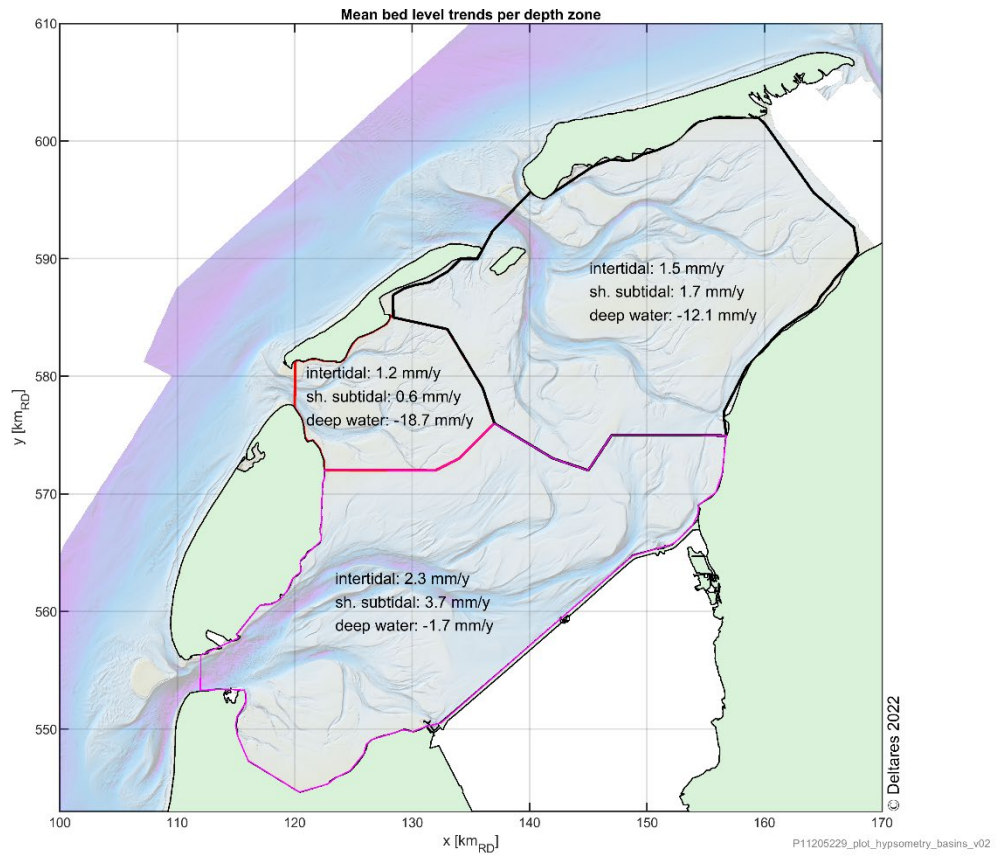 Mean bed level trends per depth zone
610
600
590
580
570
560
550
y [km_RD]
intertidal: 1.5 mm/y
sh. subtidal: 1.7 mm/y
deep water: -12.1 mm/y
intertidal: 1.2 mm/y
sh. subtidal: 0.6 mm/y
deep water: -18.7 mm/y
intertidal: 2.3 mm/y
sh. subtidal: 3.7 mm/y
deep water: -1.7 mm/y
© Deltares 2022
100 110 120 130 140 150 160 170
x [km_RD]
P11205229_plot_hypsometry_basins_v02